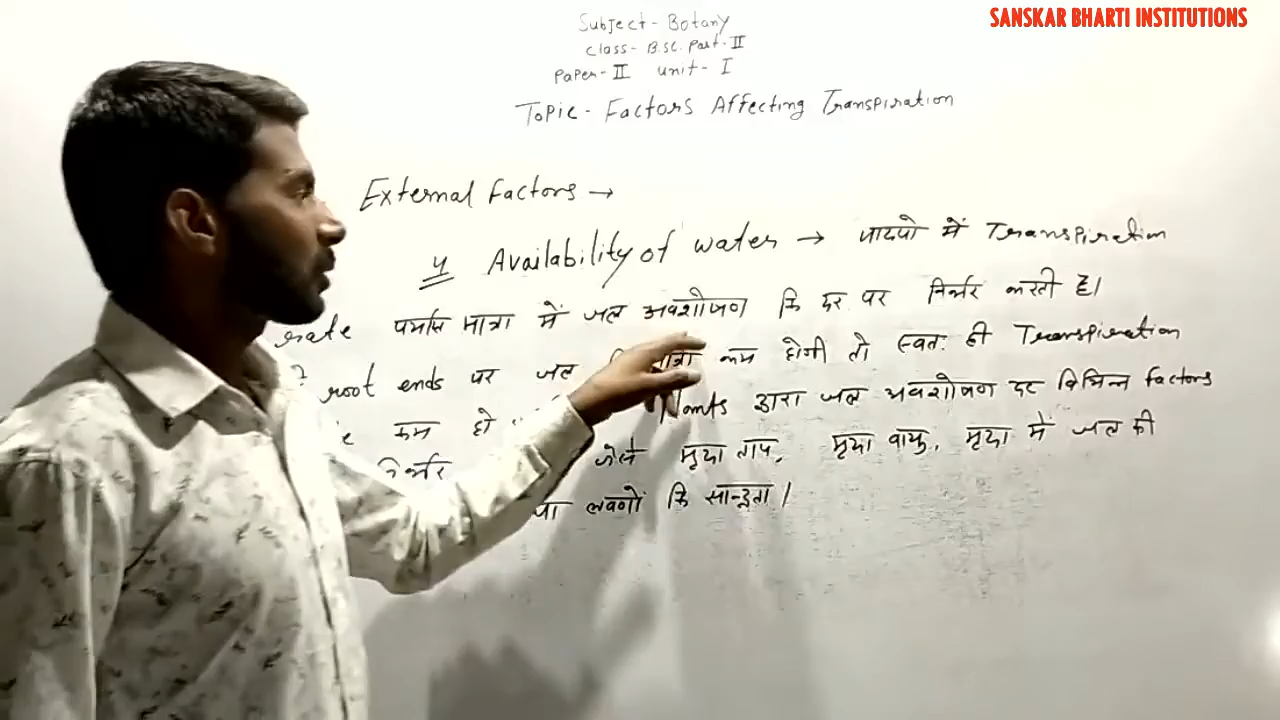 SANSKAR BHARTI INSTITUTIONS
Subject- Botany
Class- B.Sc. Part-II
Paper-II Unit-I
Topic- Factors Affecting Transpiration
External Factors →
4 Availability of water → पादपो में Transpiration
rate पर्याप्त मात्रा में जल अवशोषण कि दर पर निर्भर करती है।
root ends पर जल मात्रा कम होगी तो स्वतः ही Transpiration
कम हो Plants द्वारा जल अवशोषण दर विभिन्न factors
निर्भर जैसे मृदा ताप, मृदा वायु, मृदा में जल की
लवणो कि सान्द्रता।